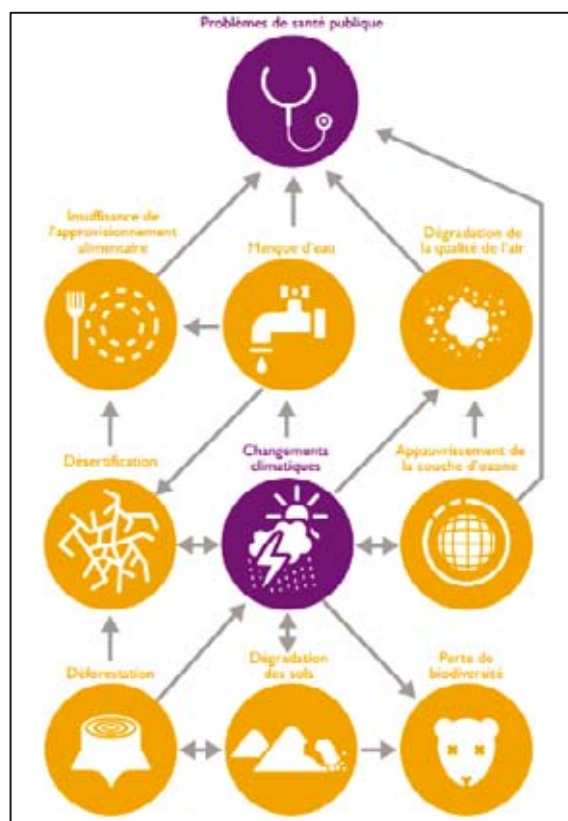 Problèmes de santé publique
Insuffisance de
l'approvisionnement
alimentaire
Manque d'eau
Dégradation de
la qualité de l'air
Désertification
Changements
climatiques
Appauvrissement de
la couche d'ozone
Déforestation
Dégradation
des sols
Perte de
biodiversité